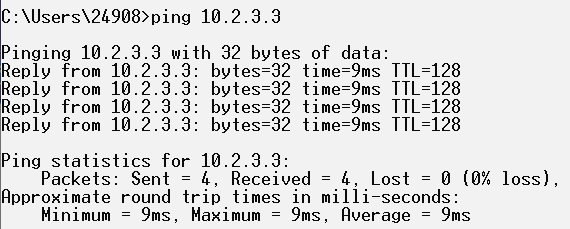 C:\Users\24908>ping 10.2.3.3
Pinging 10.2.3.3 with 32 bytes of data:
Reply from 10.2.3.3: bytes=32 time=9ms TTL=128
Reply from 10.2.3.3: bytes=32 time=9ms TTL=128
Reply from 10.2.3.3: bytes=32 time=9ms TTL=128
Reply from 10.2.3.3: bytes=32 time=9ms TTL=128
Ping statistics for 10.2.3.3:
    Packets: Sent = 4, Received = 4, Lost = 0 (0% loss),
Approximate round trip times in milli-seconds:
    Minimum = 9ms, Maximum = 9ms, Average = 9ms